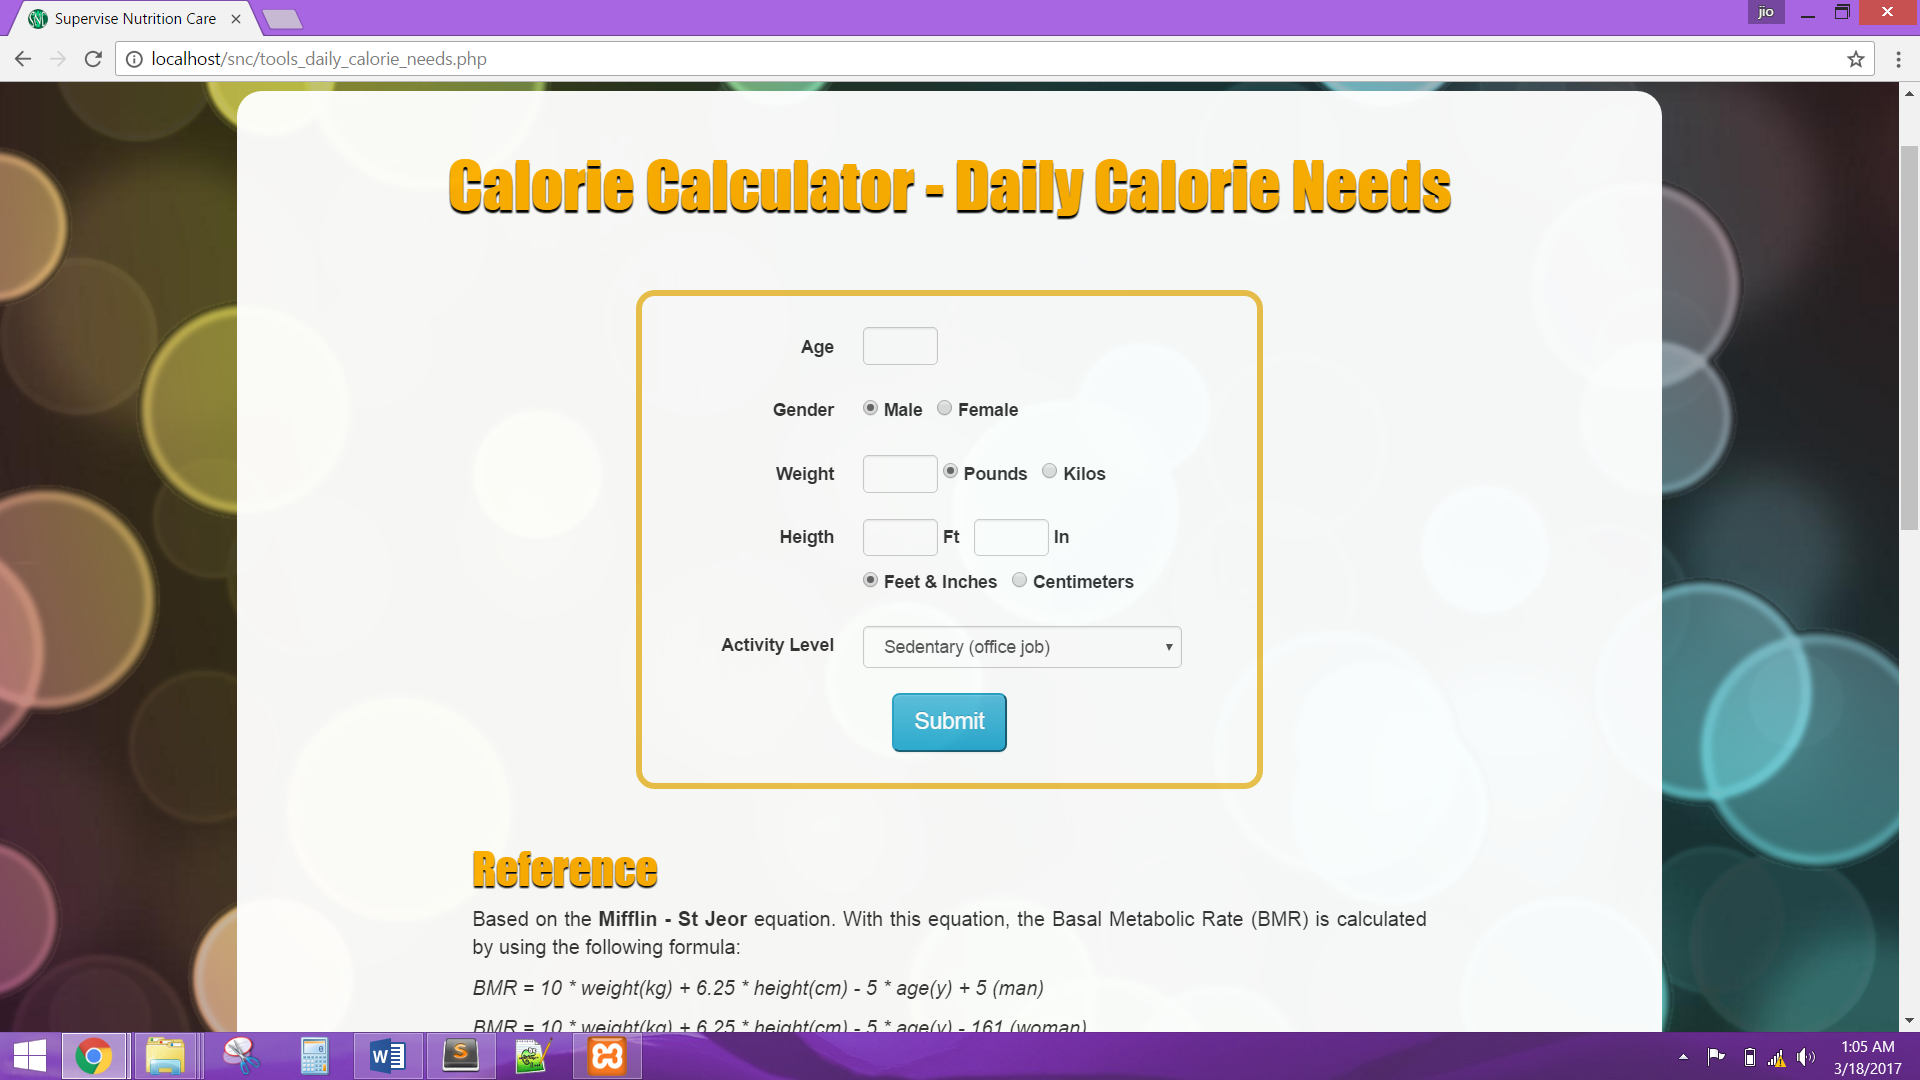 Supervise Nutrition Care
jio
localhost/snc/tools_daily_calorie_needs.php
Calorie Calculator - Daily Calorie Needs
Age
Gender Male Female
Weight Pounds Kilos
Heigth Ft In
Feet & Inches Centimeters
Activity Level Sedentary (office job)
Submit
Reference
Based on the Mifflin - St Jeor equation. With this equation, the Basal Metabolic Rate (BMR) is calculated
by using the following formula:
BMR = 10 * weight(kg) + 6.25 * height(cm) - 5 * age(y) + 5 (man)
BMR = 10 * weight(kg) + 6.25 * height(cm) - 5 * age(y) - 161 (woman)
1:05 AM
3/18/2017